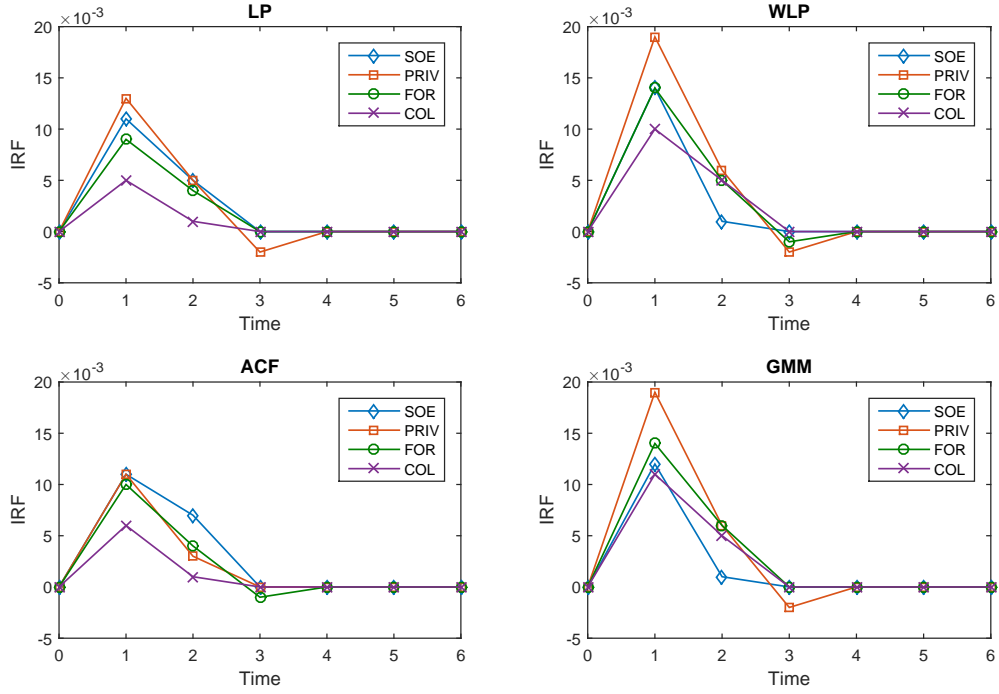 LP
×10⁻³
20
15
10
5
0
-5
IRF
0 1 2 3 4 5 6
Time
SOE
PRIV
FOR
COL
WLP
×10⁻³
20
15
10
5
0
-5
IRF
0 1 2 3 4 5 6
Time
SOE
PRIV
FOR
COL
ACF
×10⁻³
20
15
10
5
0
-5
IRF
0 1 2 3 4 5 6
Time
SOE
PRIV
FOR
COL
GMM
×10⁻³
20
15
10
5
0
-5
IRF
0 1 2 3 4 5 6
Time
SOE
PRIV
FOR
COL